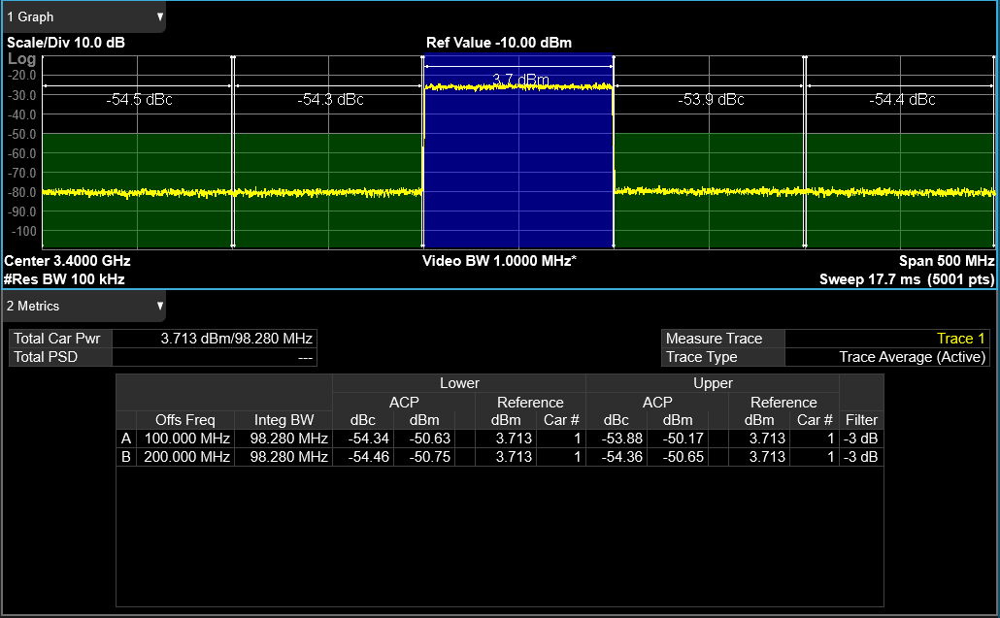 1 Graph
Scale/Div 10.0 dB Ref Value -10.00 dBm
Log
-20.0
-30.0
-40.0
-50.0
-60.0
-70.0
-80.0
-90.0
-100
3.7 dBm
-54.5 dBc -54.3 dBc -53.9 dBc -54.4 dBc
Center 3.4000 GHz Video BW 1.0000 MHz* Span 500 MHz
#Res BW 100 kHz Sweep 17.7 ms (5001 pts)
2 Metrics
Total Car Pwr 3.713 dBm/98.280 MHz Measure Trace Trace 1
Total PSD --- Trace Type Trace Average (Active)
Lower Upper
ACP Reference ACP Reference
Offs Freq Integ BW dBc dBm dBm Car # dBc dBm dBm Car # Filter
A 100.000 MHz 98.280 MHz -54.34 -50.63 3.713 1 -53.88 -50.17 3.713 1 -3 dB
B 200.000 MHz 98.280 MHz -54.46 -50.75 3.713 1 -54.36 -50.65 3.713 1 -3 dB